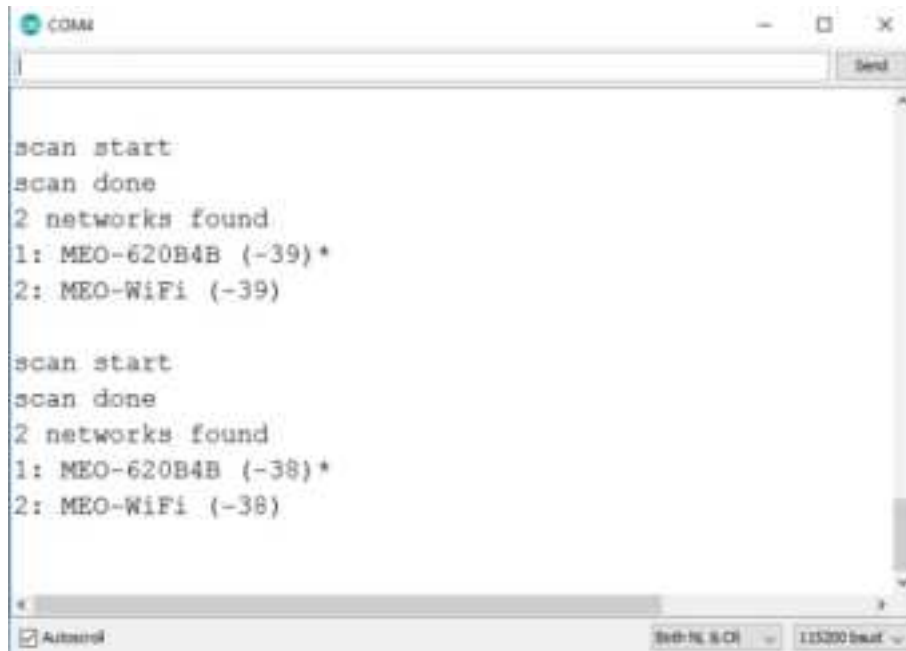 COM4
Send
scan start
scan done
2 networks found
1: MEO-620B4B (-39)*
2: MEO-WiFi (-39)
scan start
scan done
2 networks found
1: MEO-620B4B (-38)*
2: MEO-WiFi (-38)
Autoscroll
Both NL & CR
115200 baud